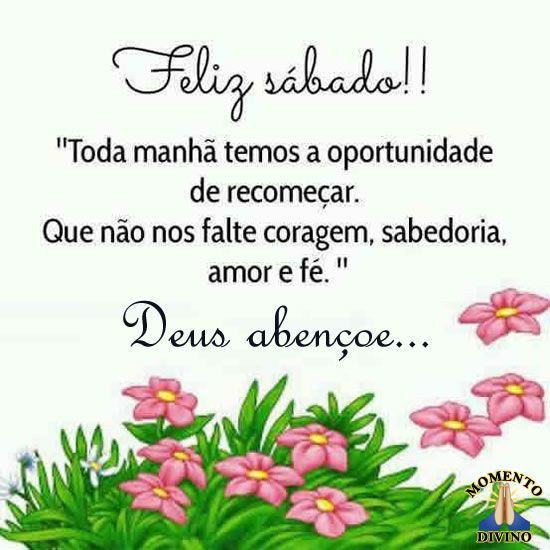 Feliz sábado!!
"Toda manhã temos a oportunidade
de recomeçar.
Que não nos falte coragem, sabedoria,
amor e fé. "
Deus abençoe...
MOMENTO
DIVINO